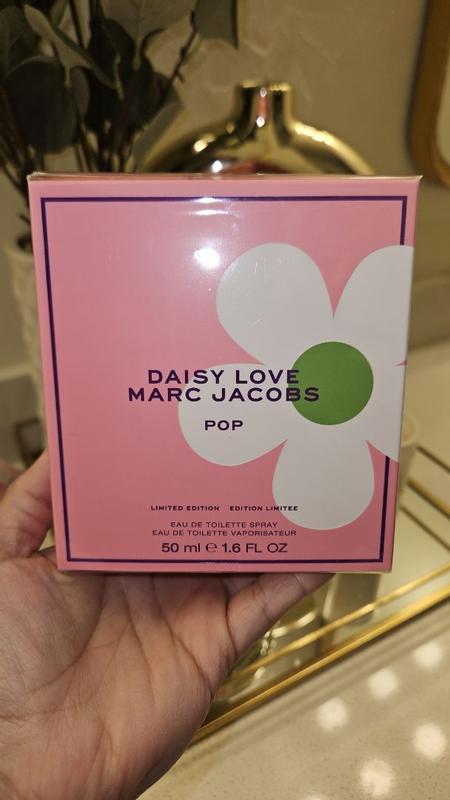 DAISY LOVE
MARC JACOBS
POP
LIMITED EDITION EDITION LIMITEE
EAU DE TOILETTE SPRAY
EAU DE TOILETTE VAPORISATEUR
50 ml ℮ 1.6 FL OZ